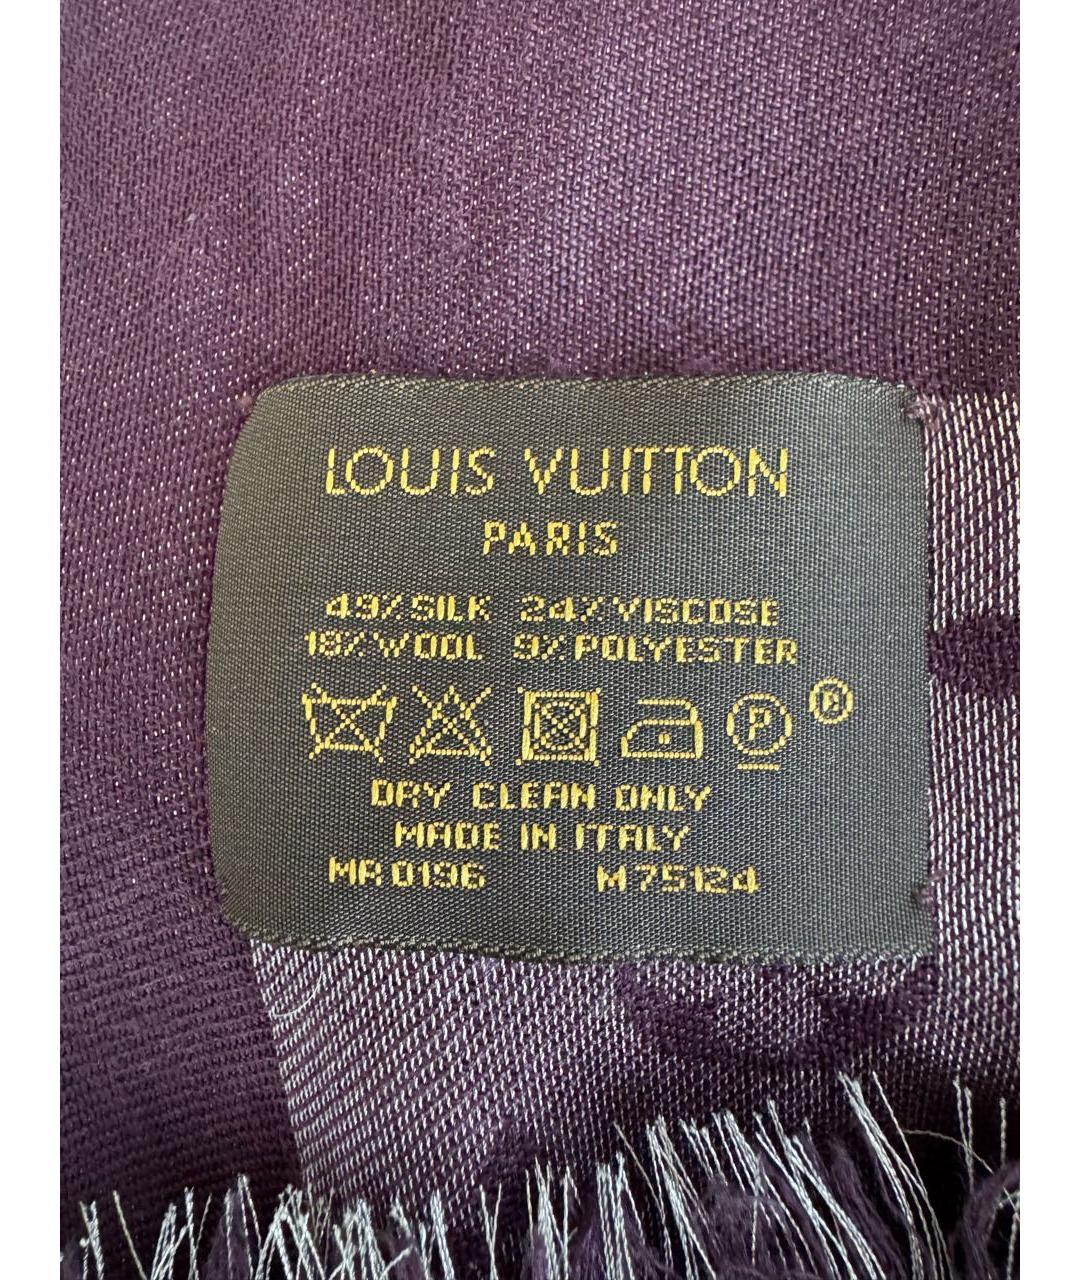 LOUIS VUITTON
PARIS
49% SILK 24% VISCOSE
18% WOOL 9% POLYESTER
P ®
DRY CLEAN ONLY
MADE IN ITALY
MR0196 M75124